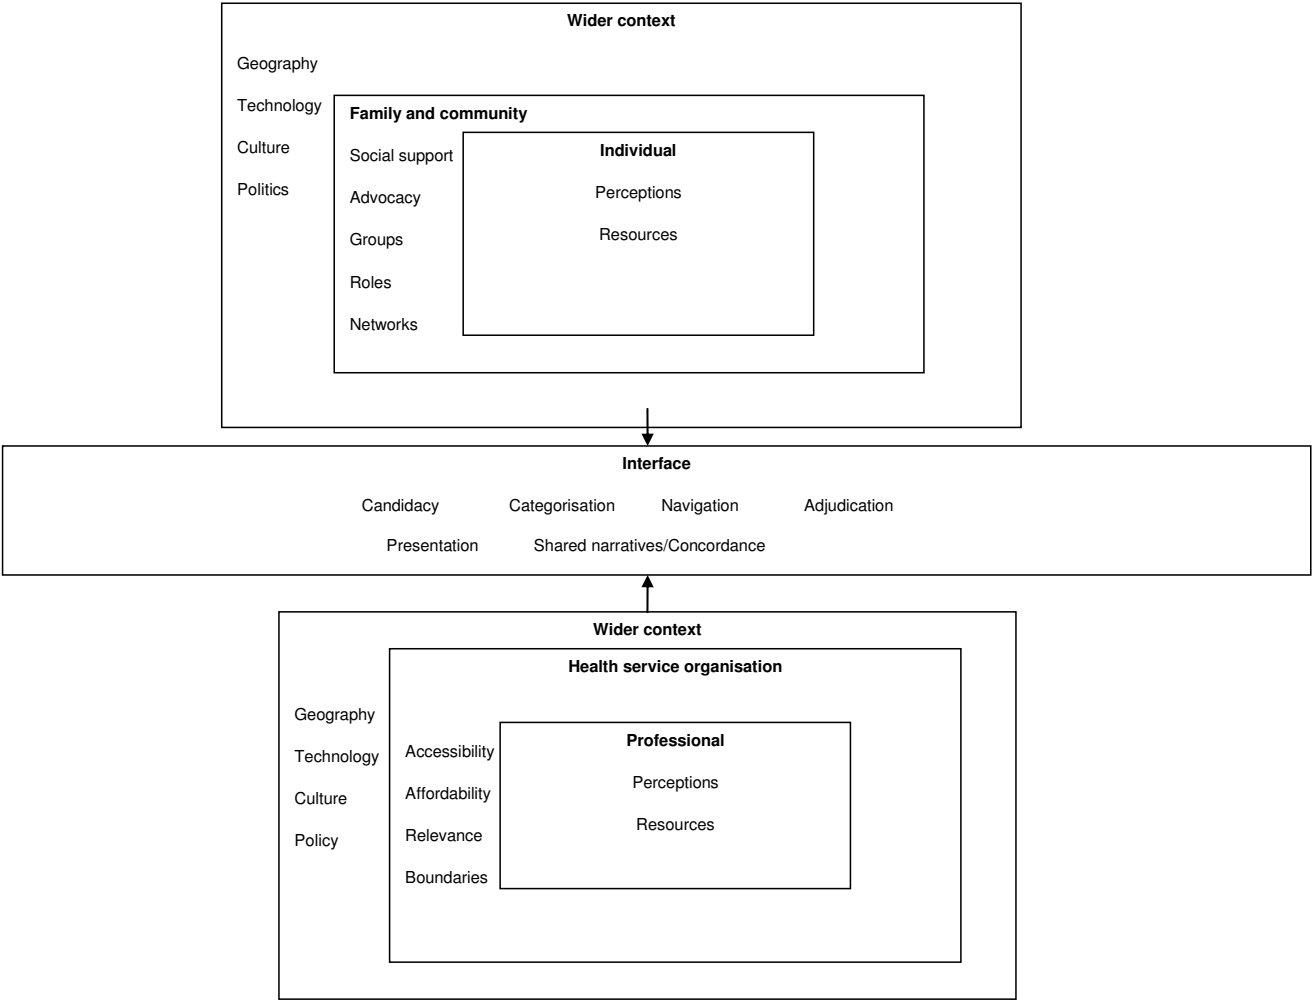 Wider context
Geography
Technology
Culture
Politics
Family and community
Social support
Advocacy
Groups
Roles
Networks
Individual
Perceptions
Resources
Interface
Candidacy Categorisation Navigation Adjudication
Presentation Shared narratives/Concordance
Wider context
Geography
Technology
Culture
Policy
Health service organisation
Accessibility
Affordability
Relevance
Boundaries
Professional
Perceptions
Resources